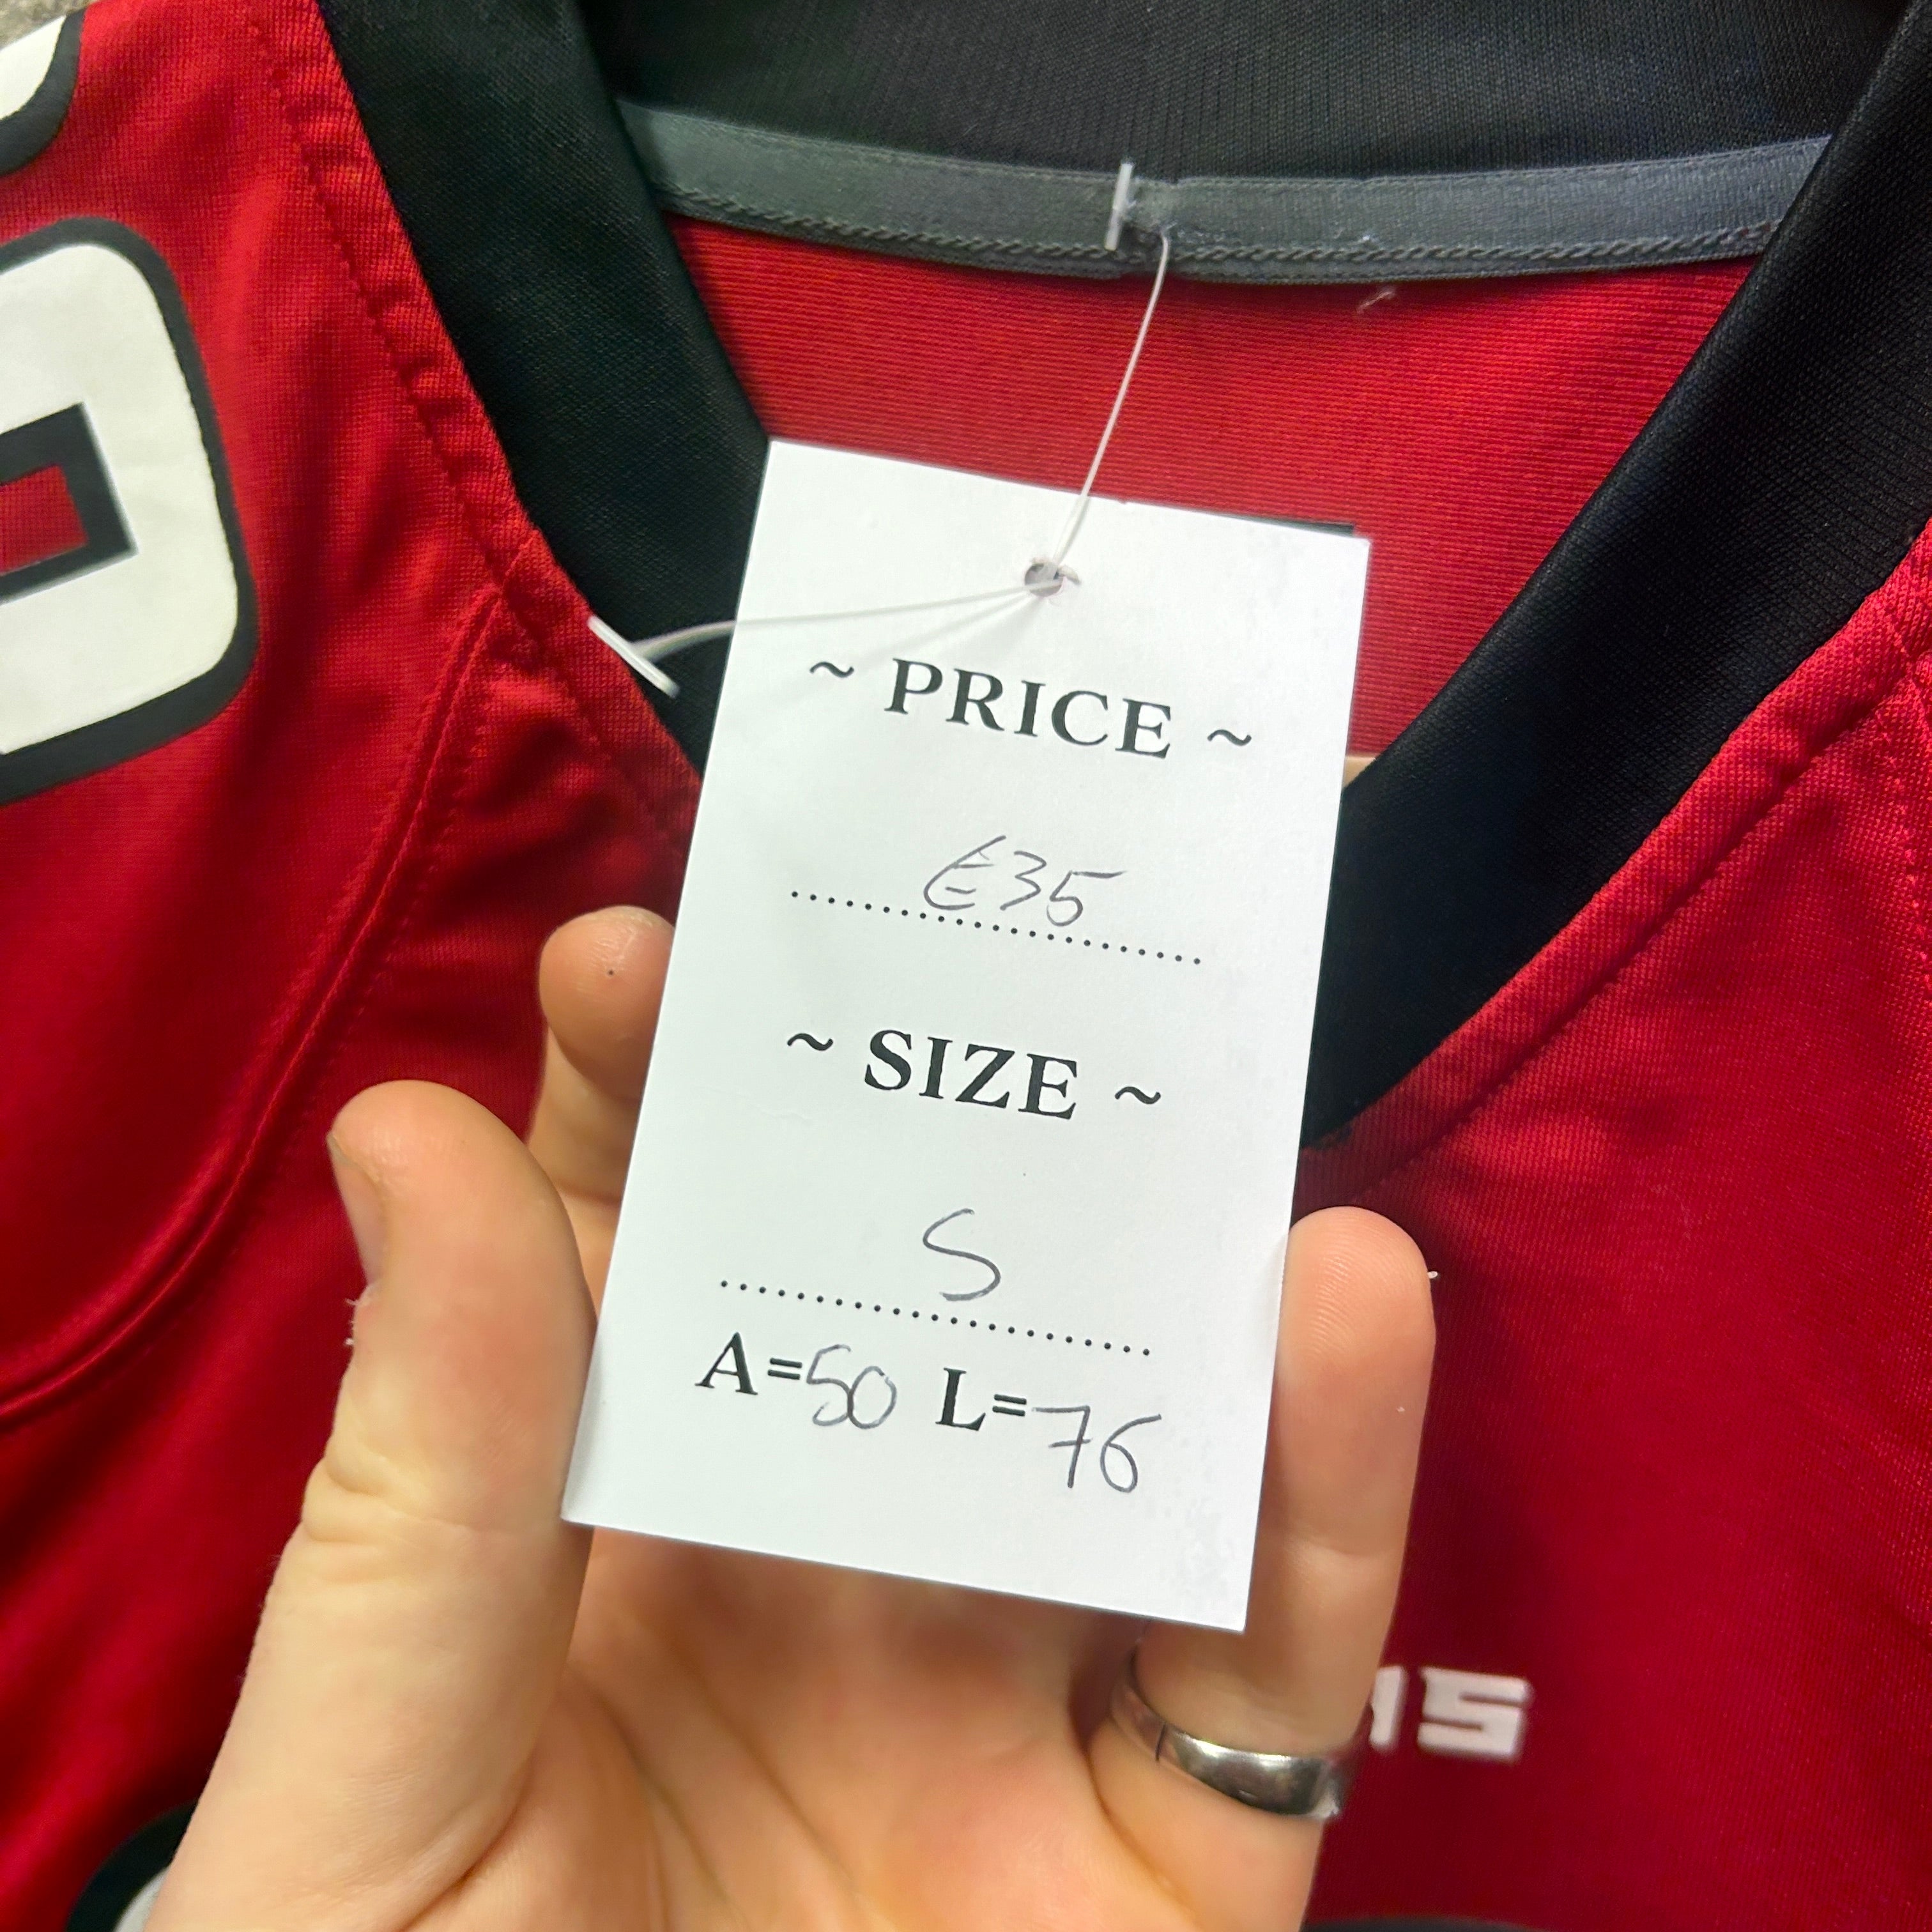 ~ PRICE ~
€35
~ SIZE ~
S
A=50 L=76